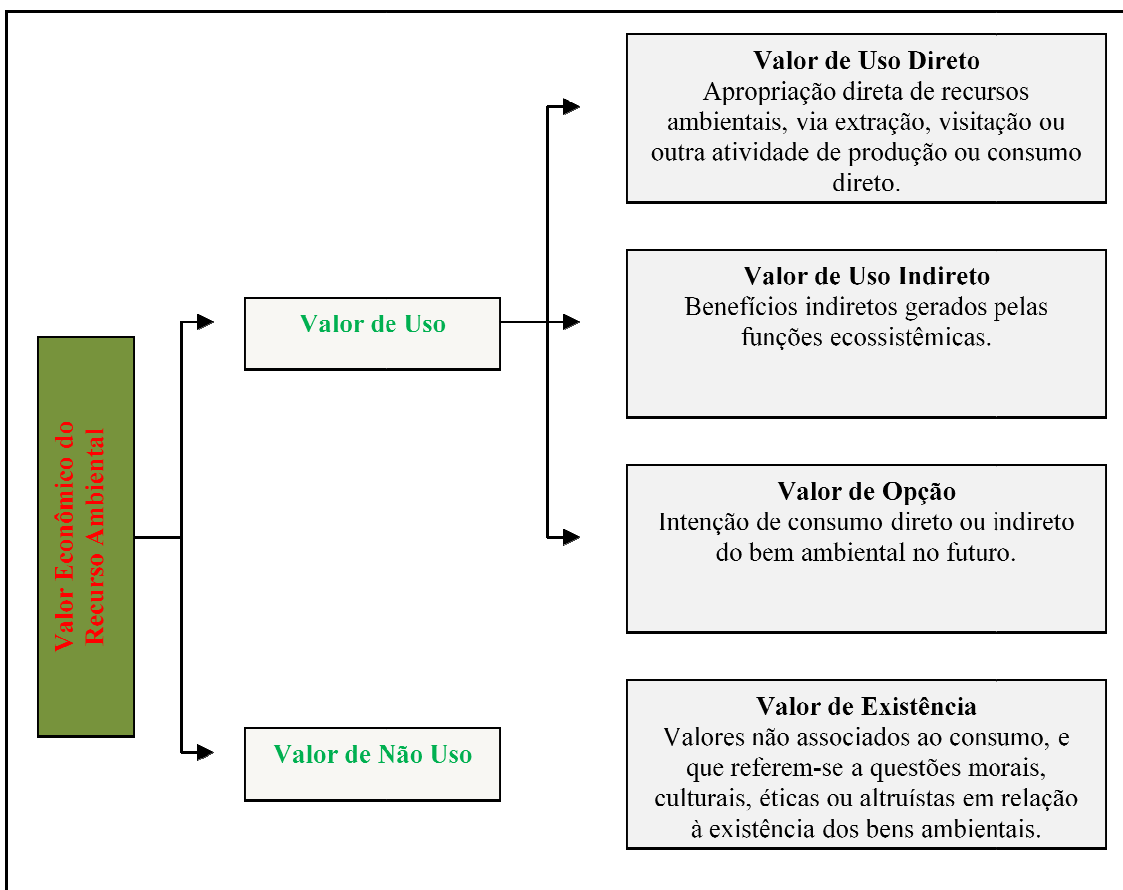 Valor Econômico do
Recurso Ambiental
Valor de Uso
Valor de Não Uso
Valor de Uso Direto
Apropriação direta de recursos
ambientais, via extração, visitação ou
outra atividade de produção ou consumo
direto.
Valor de Uso Indireto
Benefícios indiretos gerados pelas
funções ecossistêmicas.
Valor de Opção
Intenção de consumo direto ou indireto
do bem ambiental no futuro.
Valor de Existência
Valores não associados ao consumo, e
que referem-se a questões morais,
culturais, éticas ou altruístas em relação
à existência dos bens ambientais.